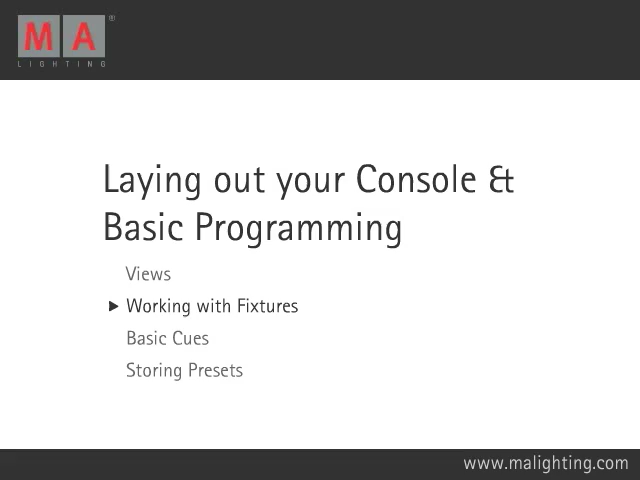 MA®
LIGHTING
Laying out your Console &
Basic Programming
Views
▶ Working with Fixtures
Basic Cues
Storing Presets
www.malighting.com